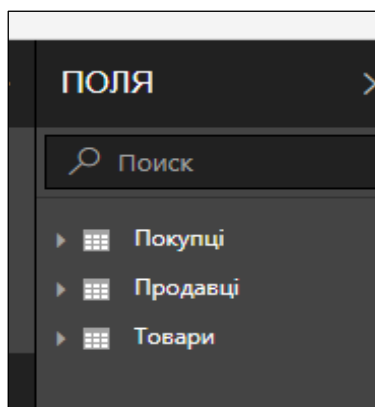 ПОЛЯ
Поиск
Покупці
Продавці
Товари